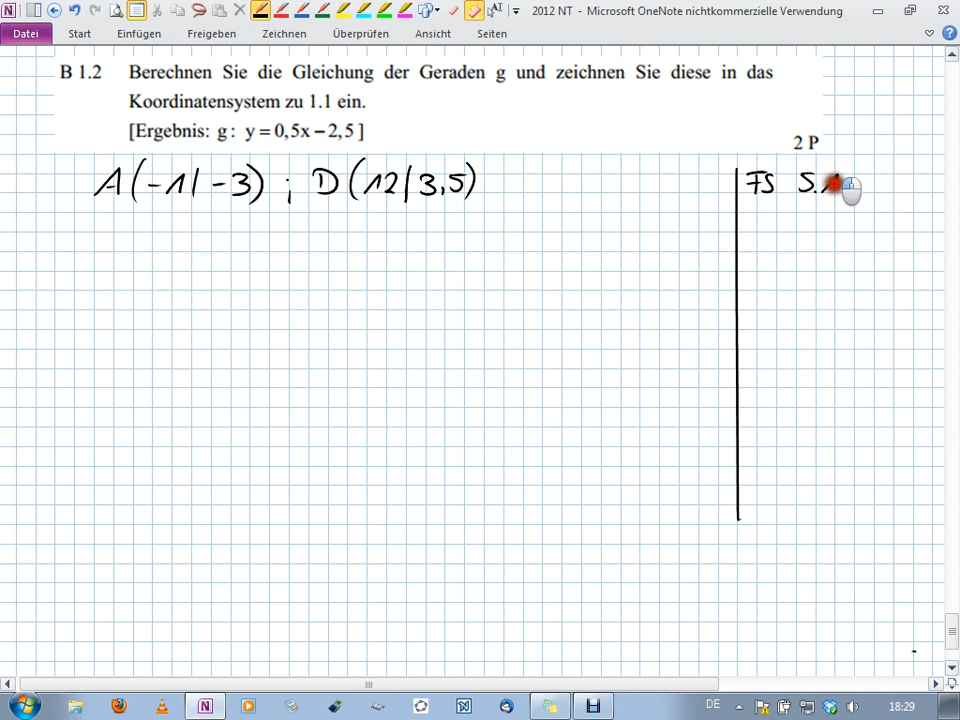 2012 NT - Microsoft OneNote nichtkommerzielle Verwendung
Datei Start Einfügen Freigeben Zeichnen Überprüfen Ansicht Seiten
B 1.2 Berechnen Sie die Gleichung der Geraden g und zeichnen Sie diese in das
Koordinatensystem zu 1.1 ein.
[Ergebnis: g: y = 0,5x − 2,5 ]
2 P
A(-1|-3) ; D(12|3,5)
FS S.
DE 18:29